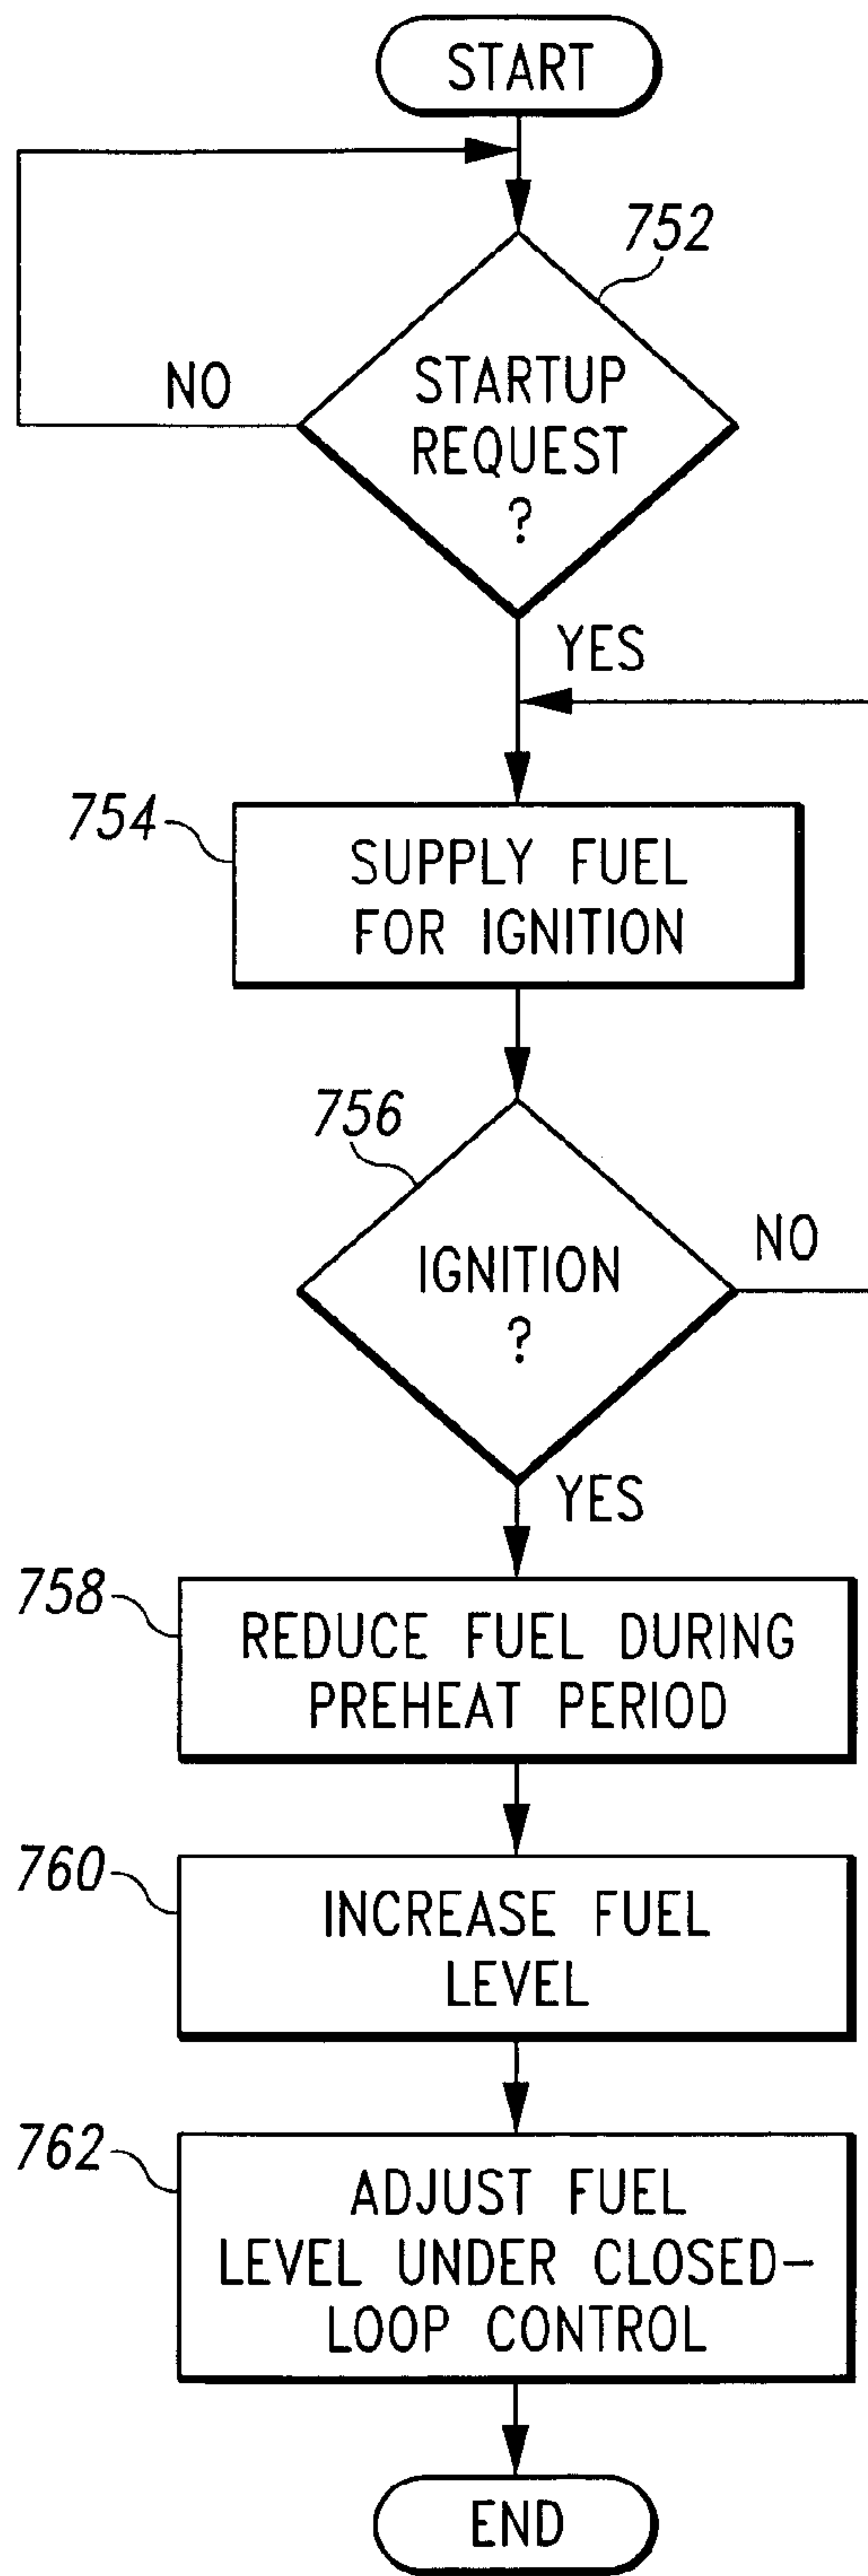 START
752
STARTUP
REQUEST
?
NO
YES
754
SUPPLY FUEL
FOR IGNITION
756
IGNITION
?
NO
YES
758
REDUCE FUEL DURING
PREHEAT PERIOD
760
INCREASE FUEL
LEVEL
762
ADJUST FUEL
LEVEL UNDER CLOSED-
LOOP CONTROL
END